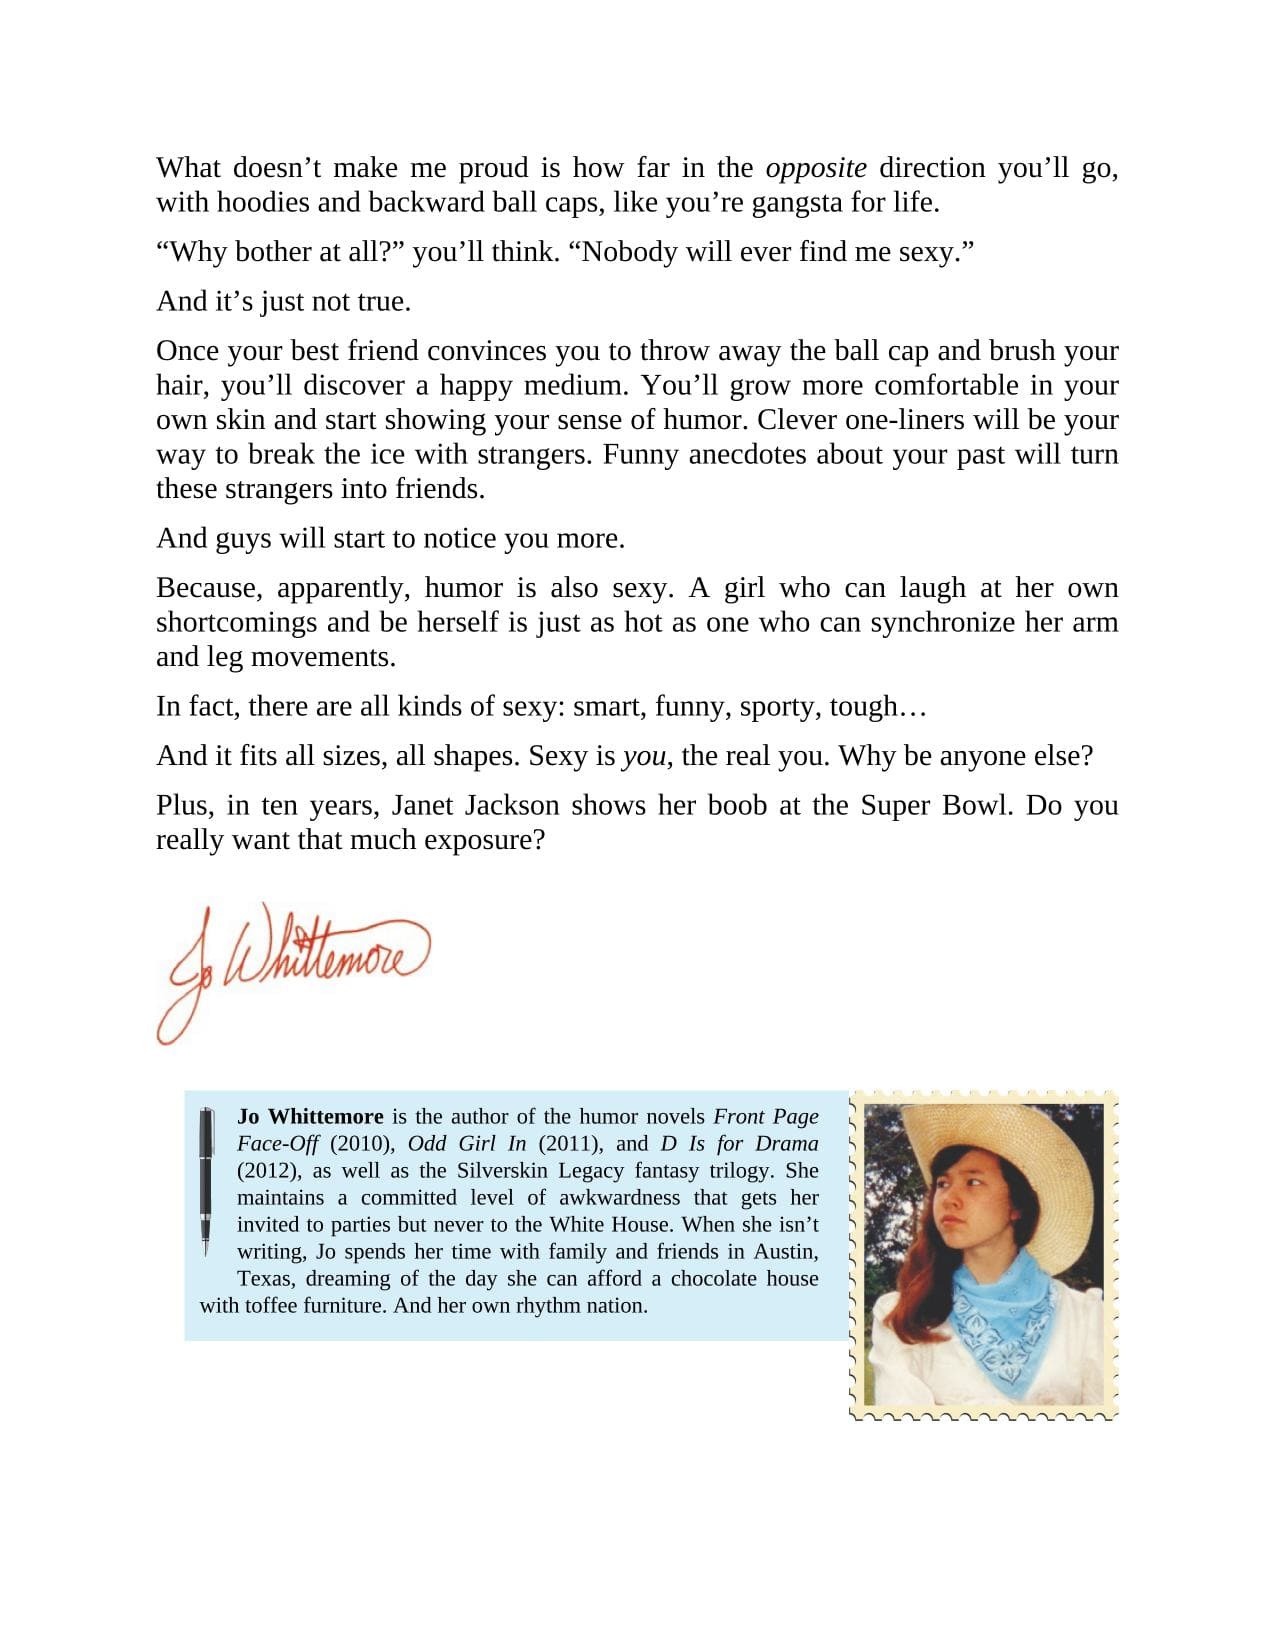 What doesn’t make me proud is how far in the opposite direction you’ll go,
with hoodies and backward ball caps, like you’re gangsta for life.
“Why bother at all?” you’ll think. “Nobody will ever find me sexy.”
And it’s just not true.
Once your best friend convinces you to throw away the ball cap and brush your
hair, you’ll discover a happy medium. You’ll grow more comfortable in your
own skin and start showing your sense of humor. Clever one-liners will be your
way to break the ice with strangers. Funny anecdotes about your past will turn
these strangers into friends.
And guys will start to notice you more.
Because, apparently, humor is also sexy. A girl who can laugh at her own
shortcomings and be herself is just as hot as one who can synchronize her arm
and leg movements.
In fact, there are all kinds of sexy: smart, funny, sporty, tough…
And it fits all sizes, all shapes. Sexy is you, the real you. Why be anyone else?
Plus, in ten years, Janet Jackson shows her boob at the Super Bowl. Do you
really want that much exposure?
Jo Whittemore
Jo Whittemore is the author of the humor novels Front Page
Face-Off (2010), Odd Girl In (2011), and D Is for Drama
(2012), as well as the Silverskin Legacy fantasy trilogy. She
maintains a committed level of awkwardness that gets her
invited to parties but never to the White House. When she isn’t
writing, Jo spends her time with family and friends in Austin,
Texas, dreaming of the day she can afford a chocolate house
with toffee furniture. And her own rhythm nation.